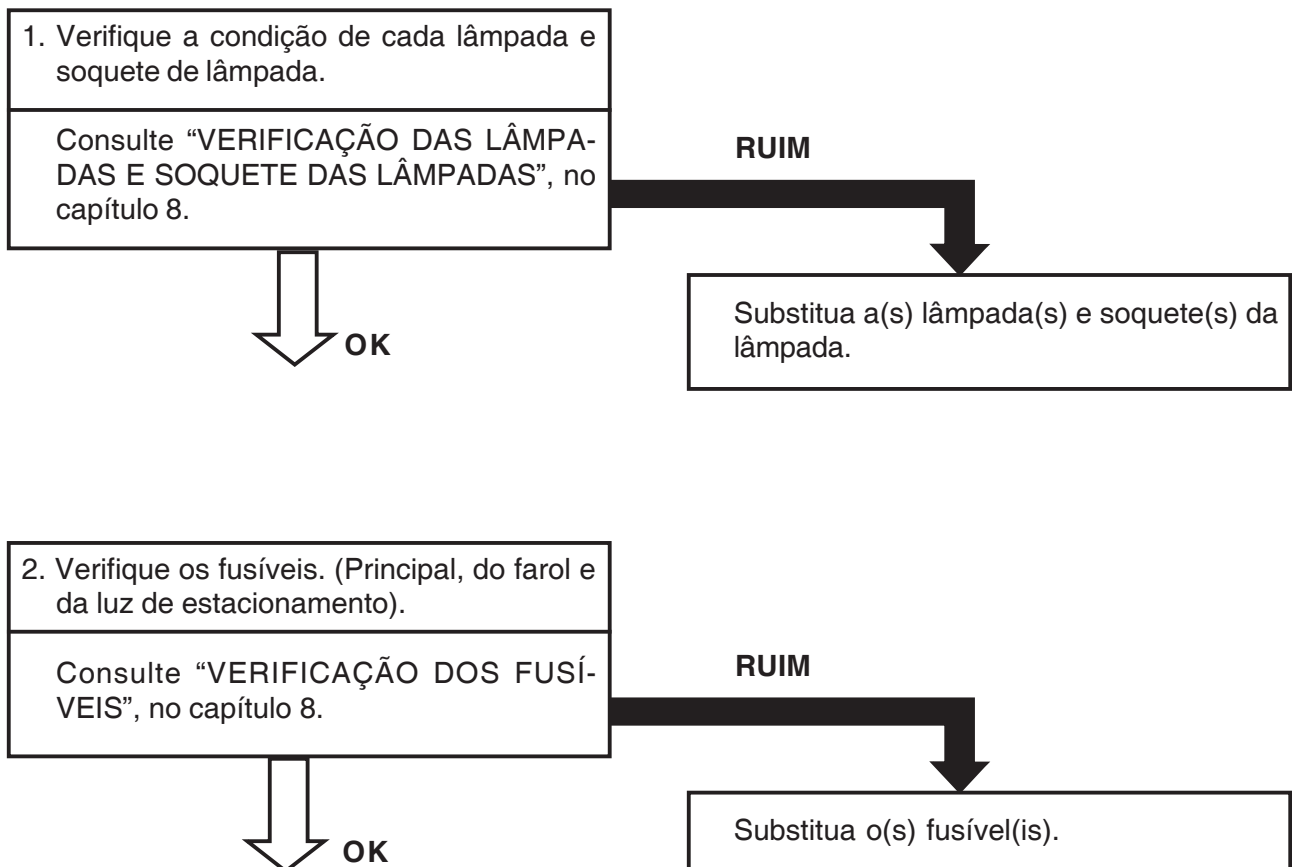 1. Verifique a condição de cada lâmpada e
soquete de lâmpada.
Consulte “VERIFICAÇÃO DAS LÂMPA-
DAS E SOQUETE DAS LÂMPADAS”, no
capítulo 8.
RUIM
OK
Substitua a(s) lâmpada(s) e soquete(s) da
lâmpada.
2. Verifique os fusíveis. (Principal, do farol e
da luz de estacionamento).
Consulte “VERIFICAÇÃO DOS FUSÍ-
VEIS”, no capítulo 8.
RUIM
OK
Substitua o(s) fusível(is).